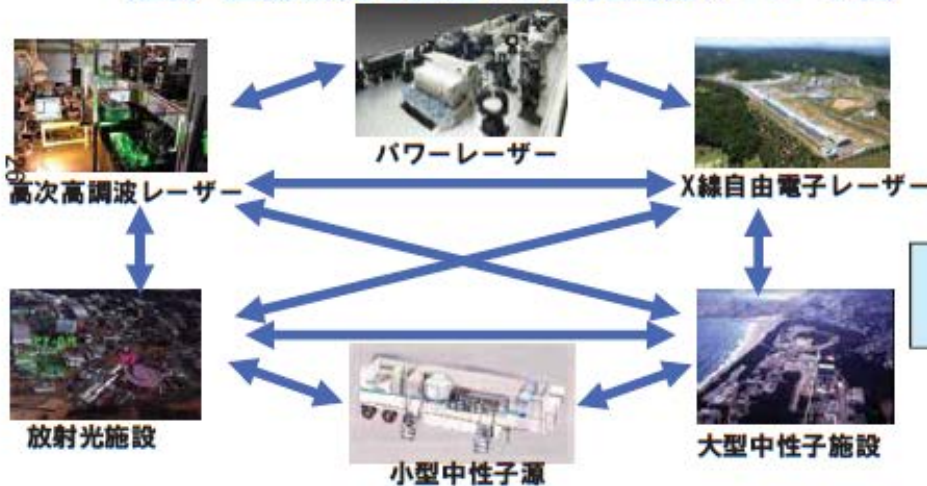 パワーレーザー
高次高調波レーザー
X線自由電子レーザー
放射光施設
小型中性子源
大型中性子施設